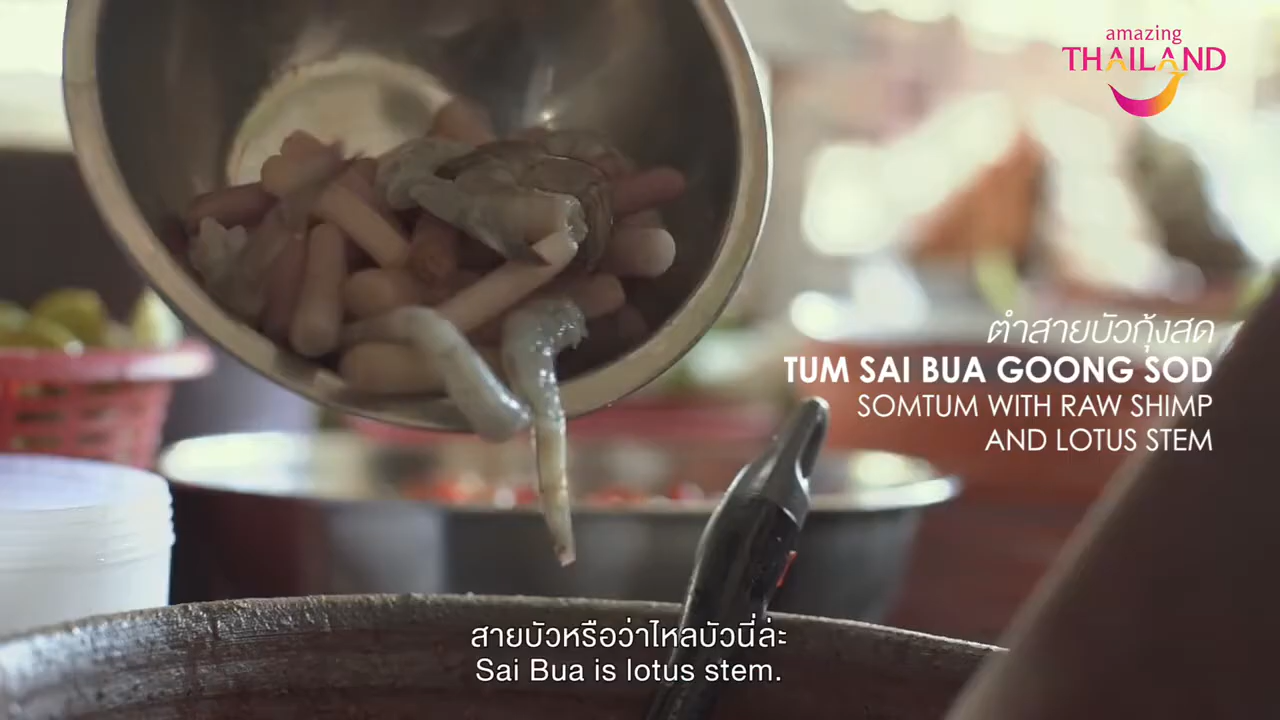 amazing
THAILAND
ตำสายบัวกุ้งสด
TUM SAI BUA GOONG SOD
SOMTUM WITH RAW SHIMP
AND LOTUS STEM
สายบัวหรือว่าไหลบัวนี่ล่ะ
Sai Bua is lotus stem.